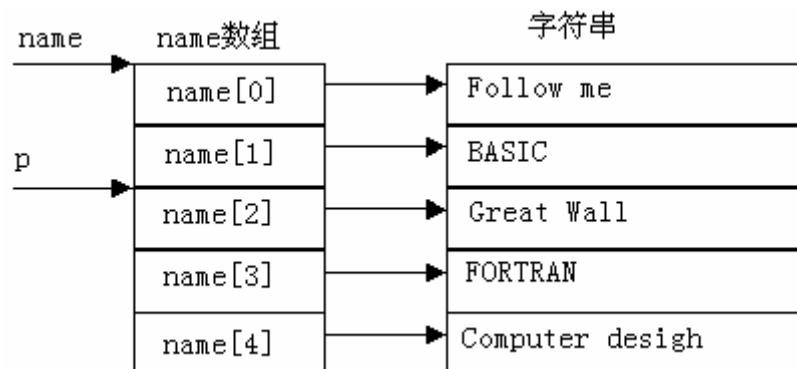 name name数组 字符串
name[0] Follow me
p name[1] BASIC
name[2] Great Wall
name[3] FORTRAN
name[4] Computer desigh